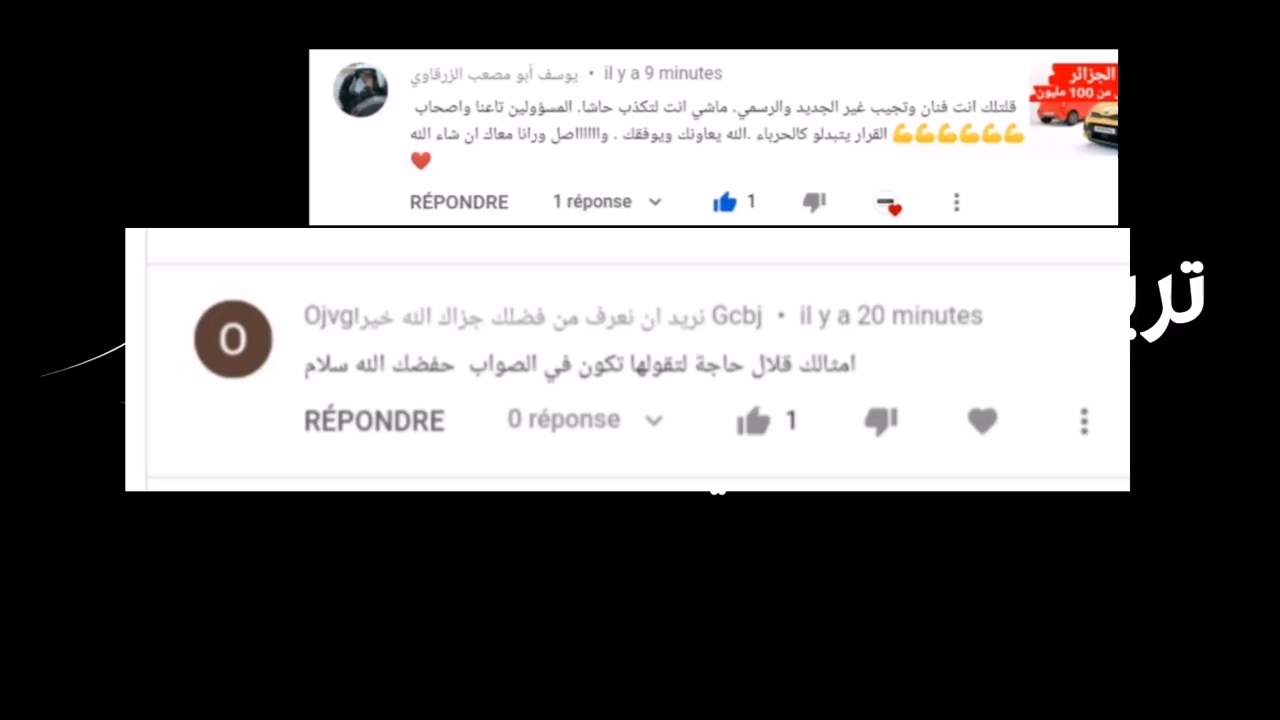 يوسف أبو مصعب الزرقاوي • il y a 9 minutes
قلتلك انت فنان وتجيب غير الجديد والرسمي. ماشي انت لتكذب حاشا. المسؤولين تاعنا واصحاب
القرار يتبدلو كالحرباء .الله يعاونك ويوفقك . واااااااصل ورانا معاك ان شاء الله 💪💪💪💪💪💪
❤️
RÉPONDRE 1 réponse 1
الجزائر
من 100 مليون
Ojvgنريد ان نعرف من فضلك جزاك الله خيرا Gcbj • il y a 20 minutes
امثالك قلال حاجة لتقولها تكون في الصواب حفضك الله سلام
RÉPONDRE 0 réponse 1